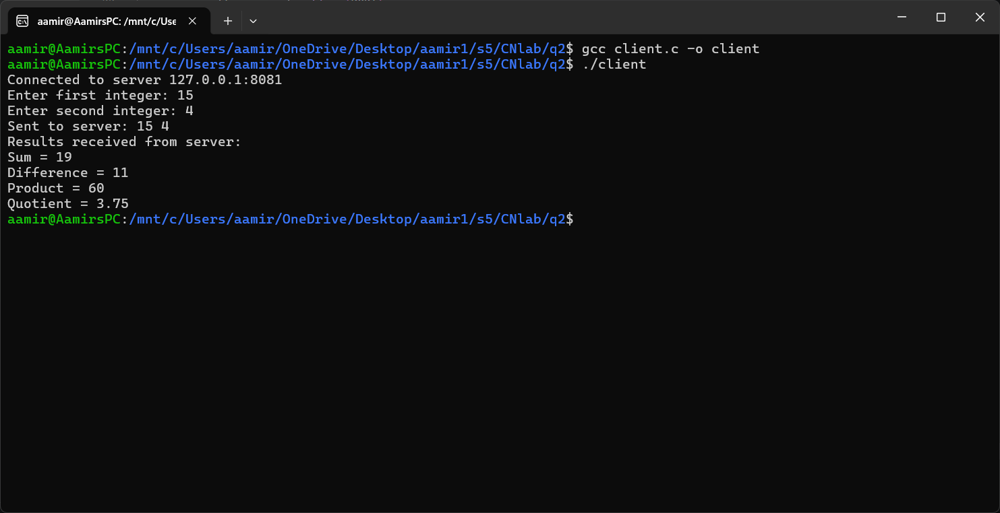 aamir@AamirsPC: /mnt/c/Use
aamir@AamirsPC:/mnt/c/Users/aamir/OneDrive/Desktop/aamir1/s5/CNlab/q2$ gcc client.c -o client
aamir@AamirsPC:/mnt/c/Users/aamir/OneDrive/Desktop/aamir1/s5/CNlab/q2$ ./client
Connected to server 127.0.0.1:8081
Enter first integer: 15
Enter second integer: 4
Sent to server: 15 4
Results received from server:
Sum = 19
Difference = 11
Product = 60
Quotient = 3.75
aamir@AamirsPC:/mnt/c/Users/aamir/OneDrive/Desktop/aamir1/s5/CNlab/q2$